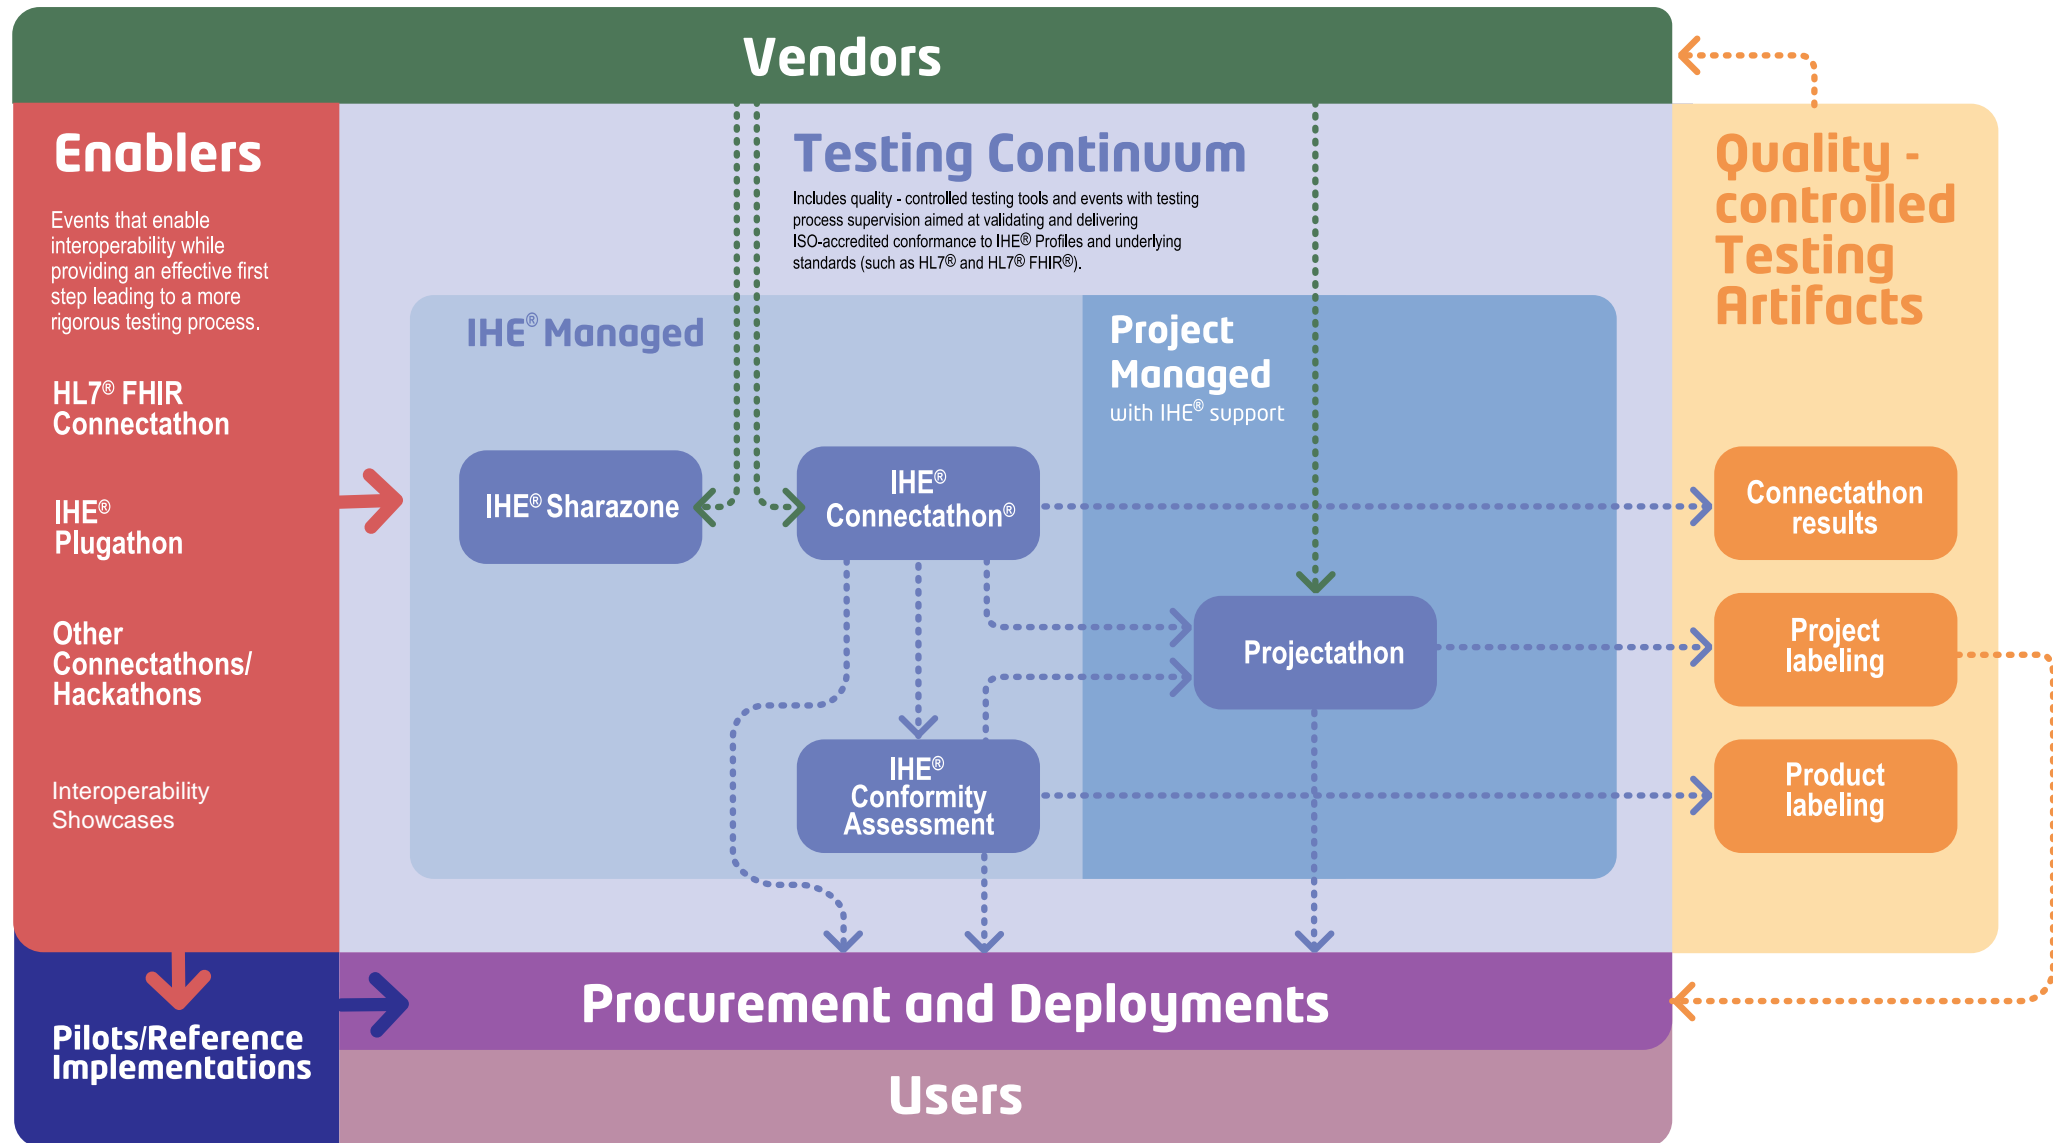 Vendors
Enablers
Events that enable
interoperability while
providing an effective first
step leading to a more
rigorous testing process.
HL7® FHIR
Connectathon
IHE®
Plugathon
Other
Connectathons/
Hackathons
Interoperability
Showcases
Testing Continuum
Includes quality - controlled testing tools and events with testing
process supervision aimed at validating and delivering
ISO-accredited conformance to IHE® Profiles and underlying
standards (such as HL7® and HL7® FHIR®).
IHE® Managed
Project
Managed
with IHE® support
IHE® Sharazone
IHE®
Connectathon®
Projectathon
IHE®
Conformity
Assessment
Quality -
controlled
Testing
Artifacts
Connectathon
results
Project
labeling
Product
labeling
Pilots/Reference
Implementations
Procurement and Deployments
Users